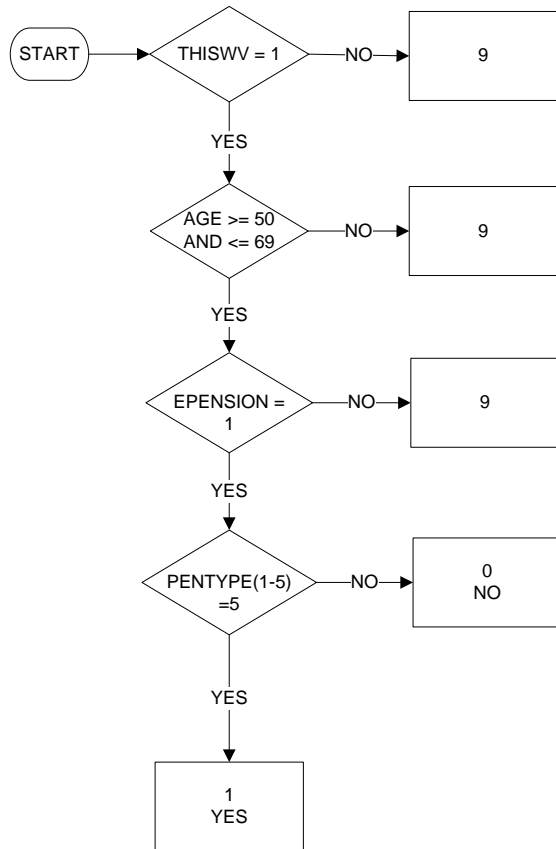 START
THISWV = 1
NO
9
YES
AGE >= 50
AND <= 69
NO
9
YES
EPENSION =
1
NO
9
YES
PENTYPE(1-5)
=5
NO
0
NO
YES
1
YES